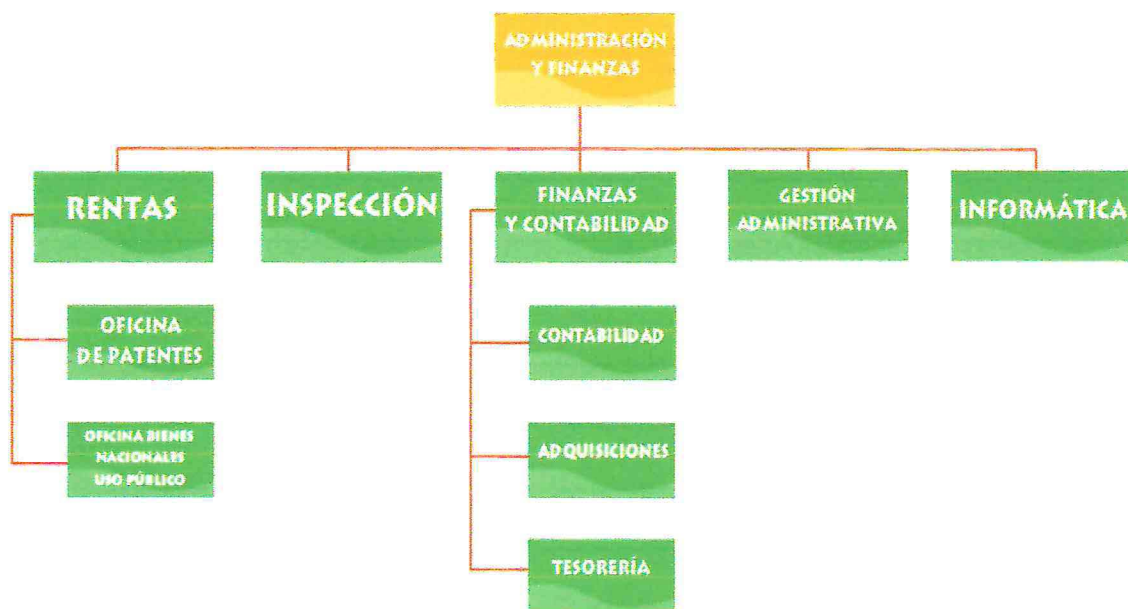 ADMINISTRACIÓN
Y FINANZAS
RENTAS
INSPECCIÓN
FINANZAS
Y CONTABILIDAD
GESTIÓN
ADMINISTRATIVA
INFORMÁTICA
OFICINA
DE PATENTES
CONTABILIDAD
OFICINA BIENES
NACIONALES
USO PÚBLICO
ADQUISICIONES
TESORERÍA